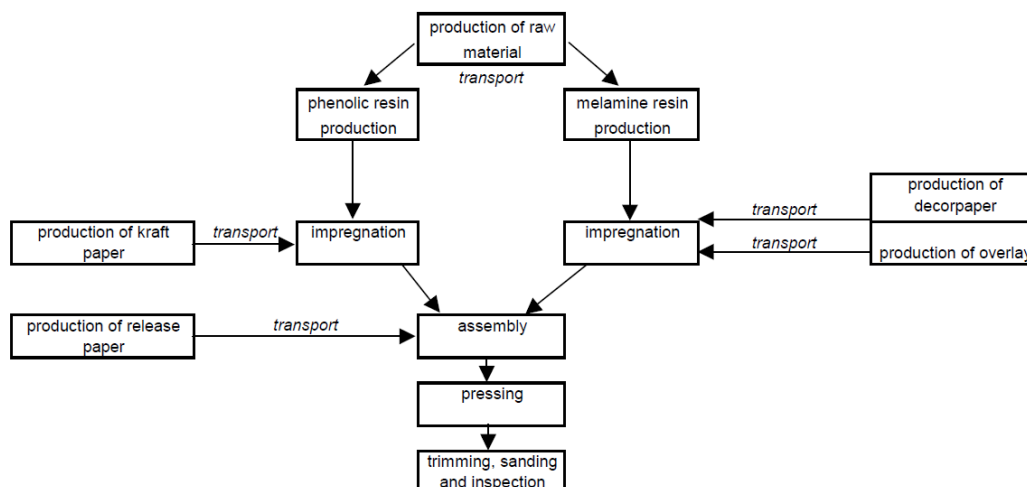 production of raw
material
transport
phenolic resin
production
melamine resin
production
production of
decorpaper
transport
production of kraft
paper
transport
impregnation
impregnation
transport
production of overlay
production of release
paper
transport
assembly
pressing
trimming, sanding
and inspection